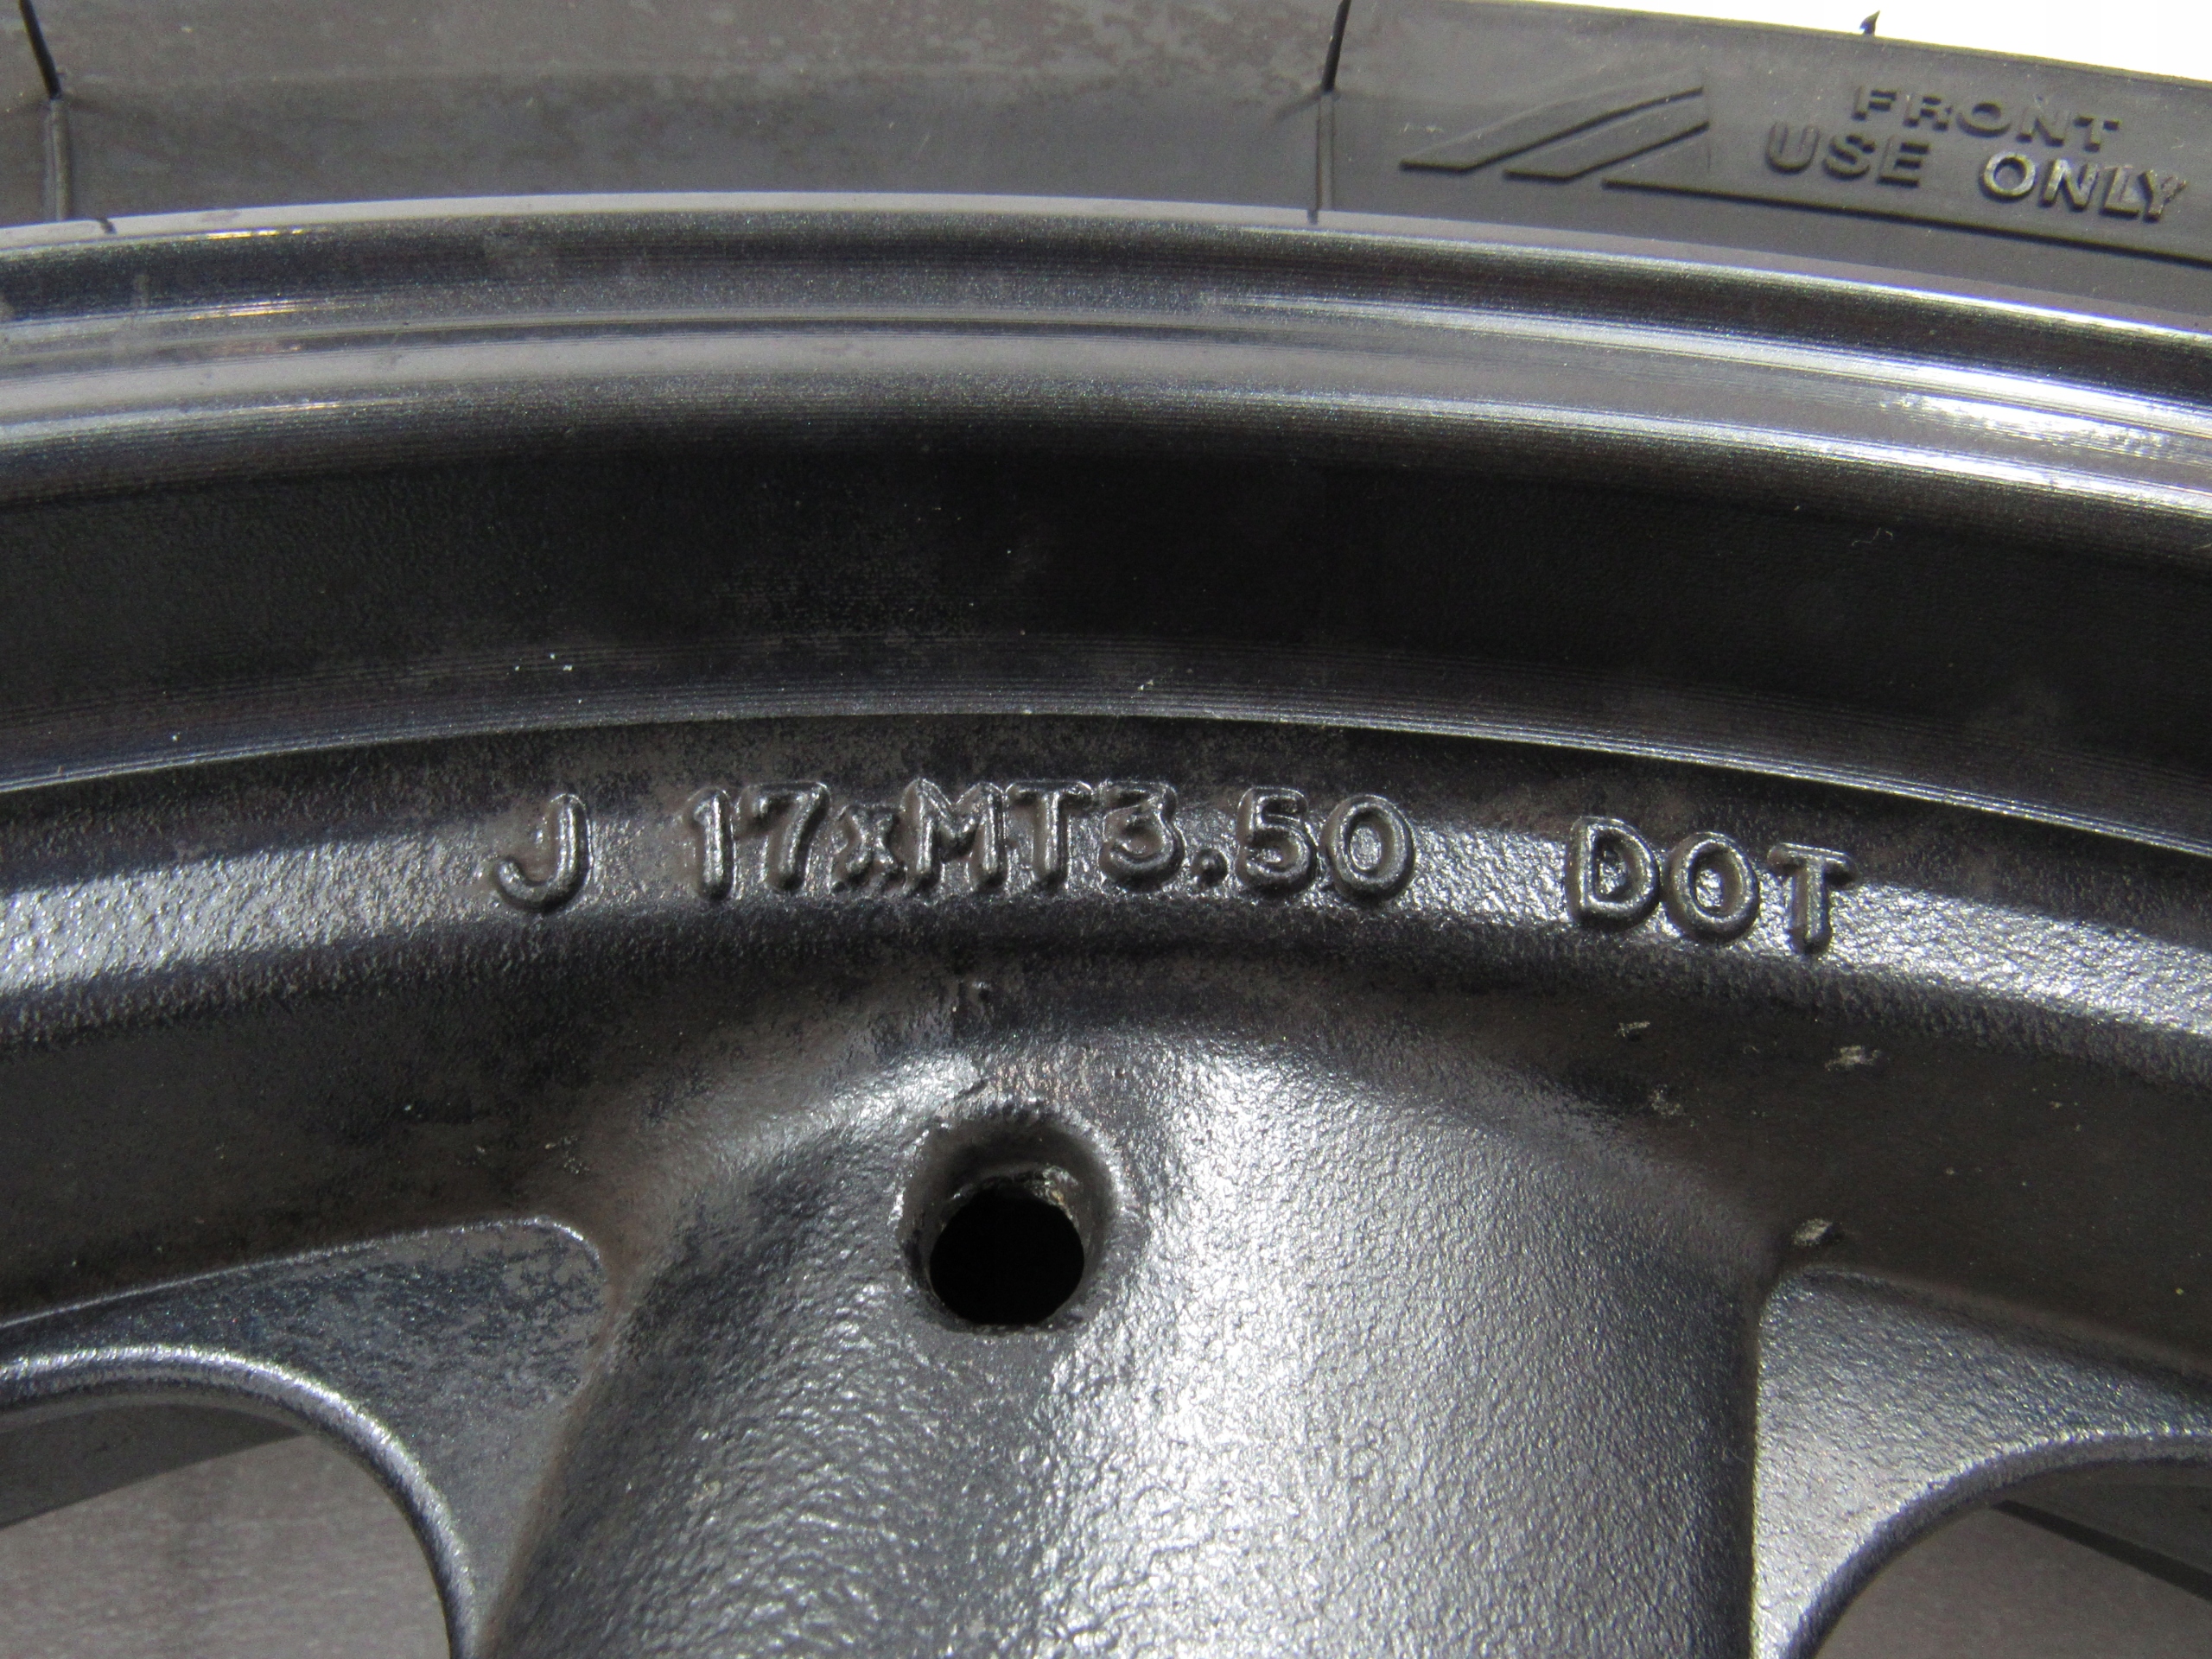 FRONT
USE ONLY
J 17xMT3.50 DOT